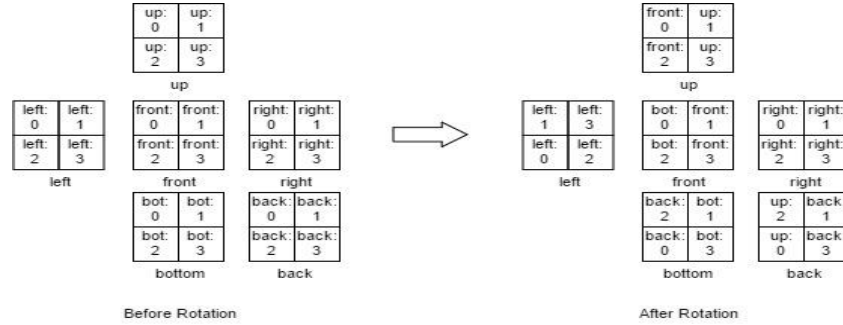 up: up: front: up:
0 1 0 1
up: up: front: up:
2 3 2 3
up up
left: left: front: front: right: right: left: left: bot: front: right: right:
0 1 0 1 0 1 1 3 0 1 0 1
left: left: front: front: right: right: left: left: bot: front: right: right:
2 3 2 3 2 3 0 2 2 3 2 3
left front right left front right
bot: bot: back: back: back: bot: up: back:
0 1 0 1 2 1 2 1
bot: bot: back: back: back: bot: up: back:
2 3 2 3 0 3 0 3
bottom back bottom back
Before Rotation After Rotation